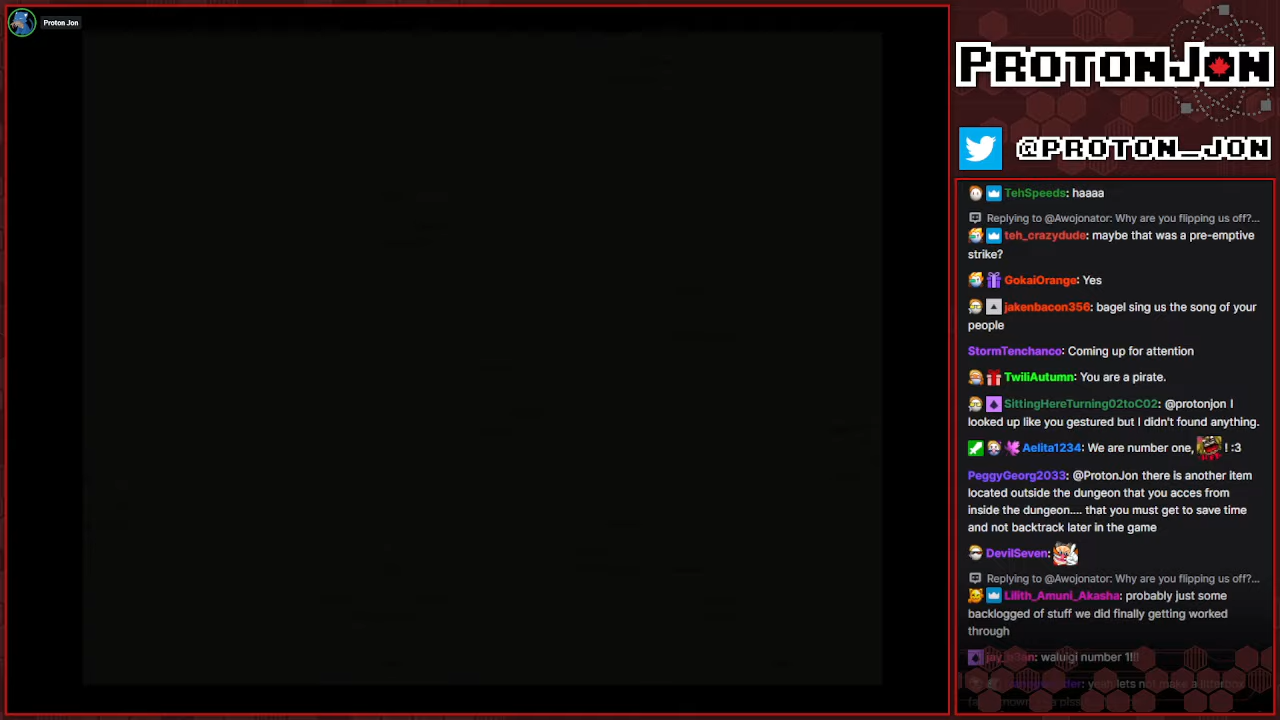 Proton Jon
PROTONJON
@PROTON_JON
TehSpeeds: haaaa
Replying to @Awojonator: Why are you flipping us off?...
teh_crazydude: maybe that was a pre-emptive
strike?
GokaiOrange: Yes
jakenbacon356: bagel sing us the song of your
people
StormTenchanco: Coming up for attention
TwiliAutumn: You are a pirate.
SittingHereTurning02toC02: @protonjon I
looked up like you gestured but I didn't found anything.
Aelita1234: We are number one, ! :3
PeggyGeorg2033: @ProtonJon there is another item
located outside the dungeon that you acces from
inside the dungeon.... that you must get to save time
and not backtrack later in the game
DevilSeven:
Replying to @Awojonator: Why are you flipping us off?...
Lilith_Amuni_Akasha: probably just some
backlogged of stuff we did finally getting worked
through
waluigi number 1!!!
yeah lets not make a